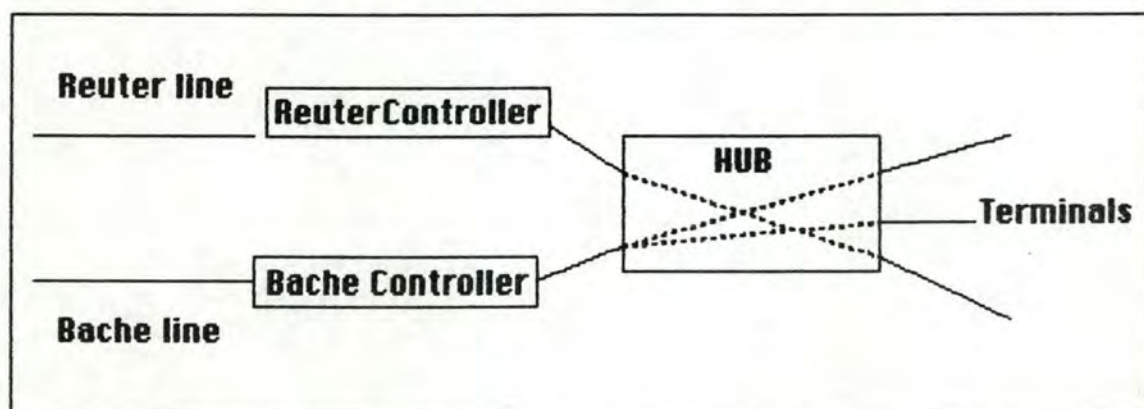 Reuter line
ReuterController
HUB
Terminals
Bache Controller
Bache line